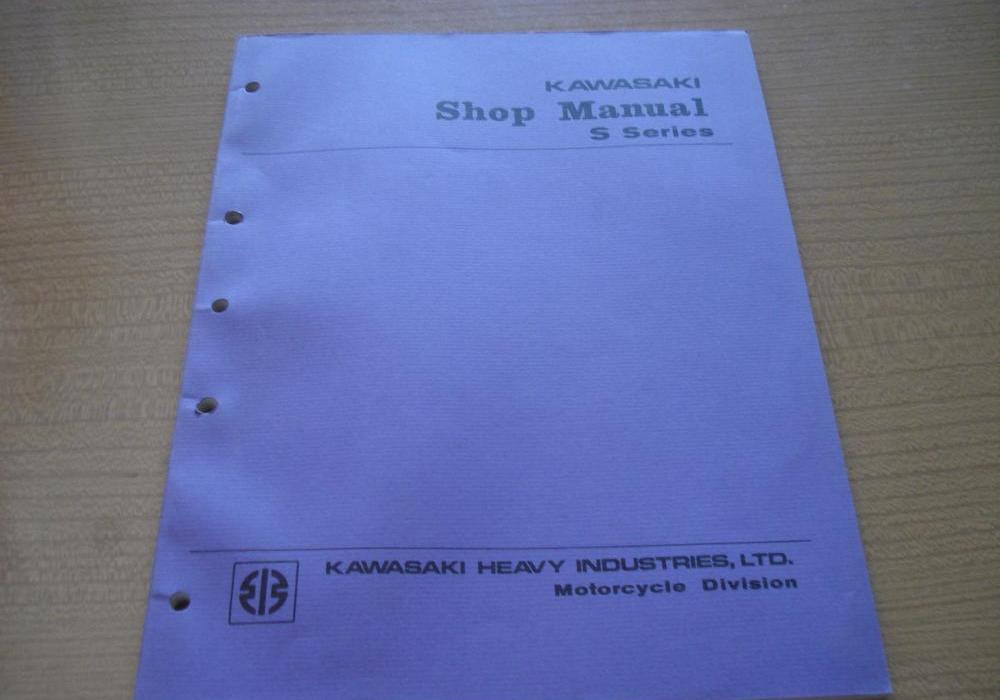 KAWASAKI
Shop Manual
S Series
KAWASAKI HEAVY INDUSTRIES, LTD.
Motorcycle Division